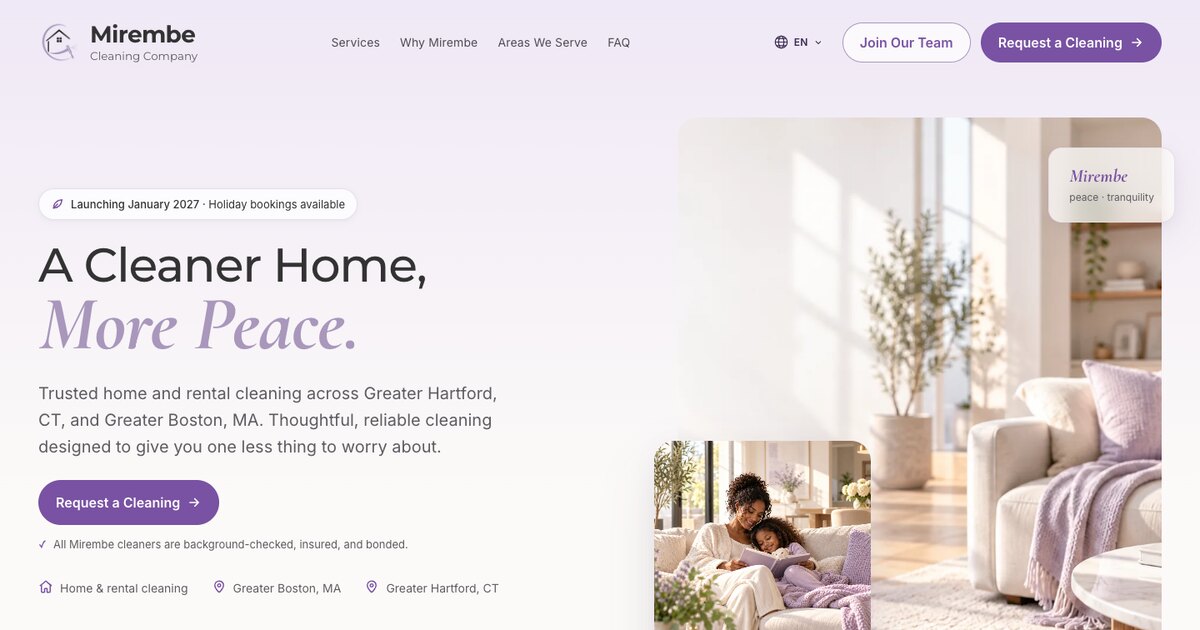 Mirembe
Cleaning Company
Services
Why Mirembe
Areas We Serve
FAQ
EN
Join Our Team
Request a Cleaning →
Mirembe
peace · tranquility
Launching January 2027 · Holiday bookings available
A Cleaner Home,
More Peace.
Trusted home and rental cleaning across Greater Hartford,
CT, and Greater Boston, MA. Thoughtful, reliable cleaning
designed to give you one less thing to worry about.
Request a Cleaning →
✓ All Mirembe cleaners are background-checked, insured, and bonded.
Home & rental cleaning
Greater Boston, MA
Greater Hartford, CT